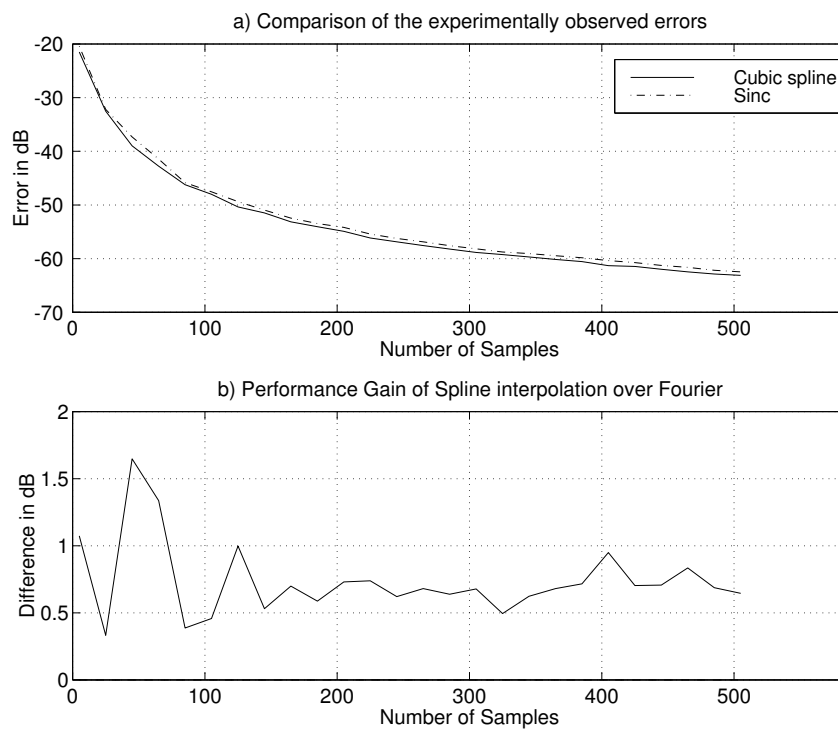 a) Comparison of the experimentally observed errors
-20
-30
-40
-50
-60
-70
Error in dB
Cubic spline
Sinc
0 100 200 300 400 500
Number of Samples
b) Performance Gain of Spline interpolation over Fourier
2
1.5
1
0.5
0
Difference in dB
0 100 200 300 400 500
Number of Samples